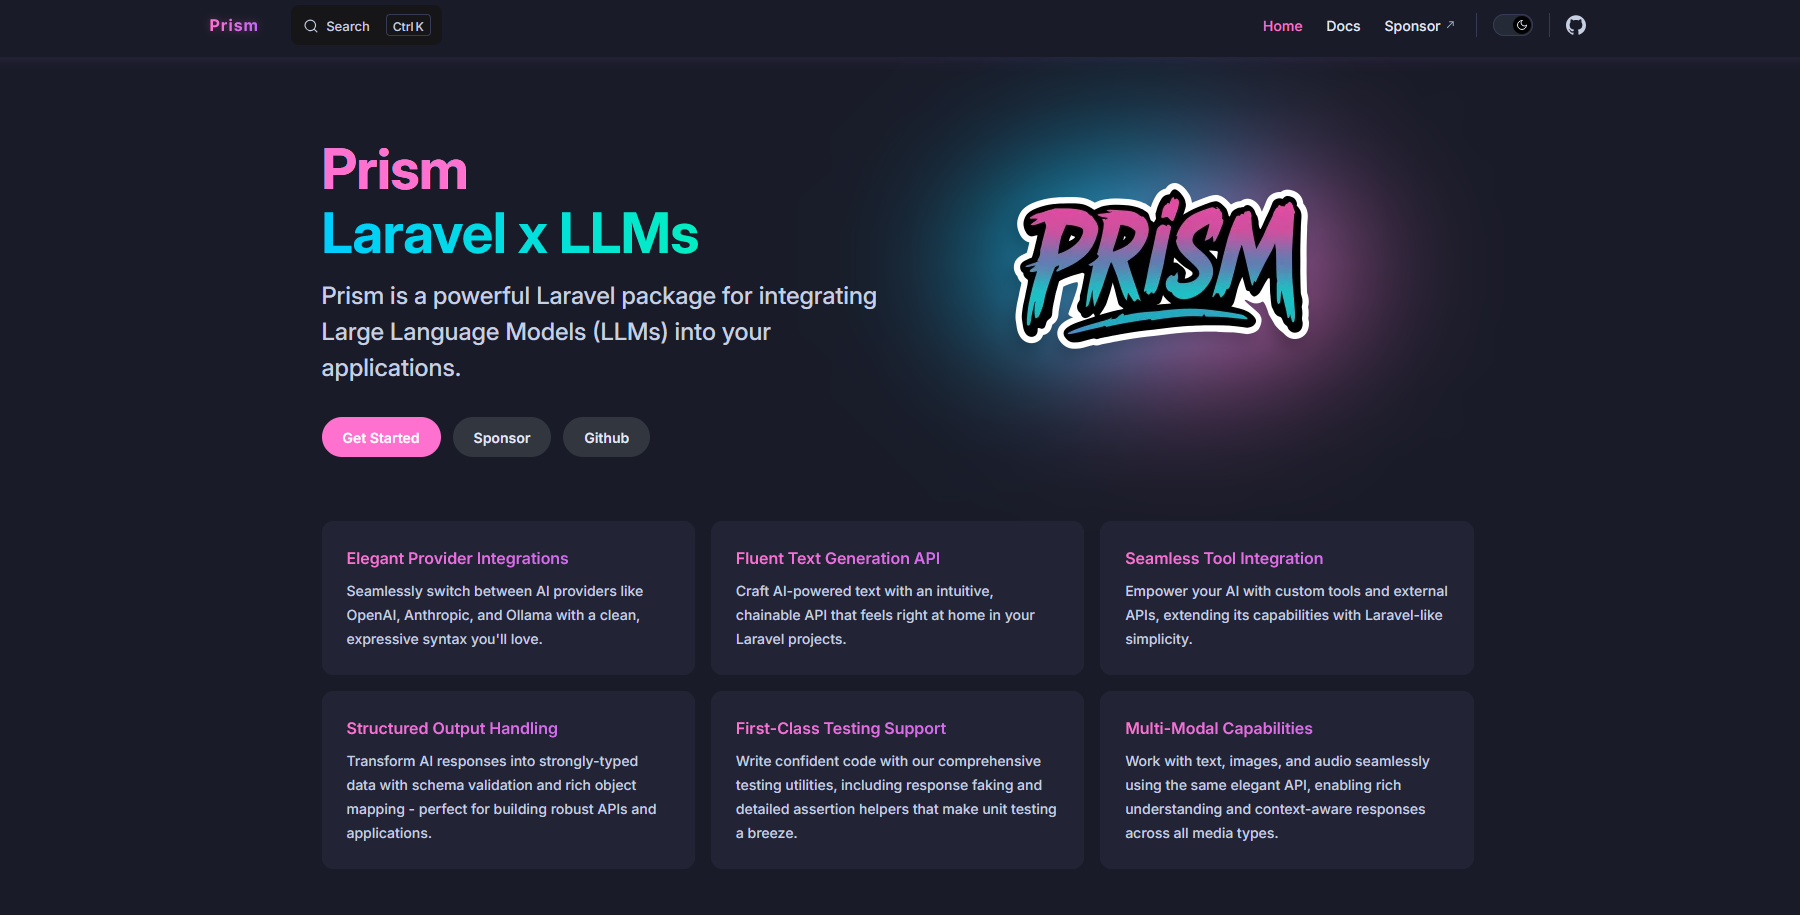 Prism
Search Ctrl K
Home Docs Sponsor
Prism
Laravel x LLMs
Prism is a powerful Laravel package for integrating
Large Language Models (LLMs) into your
applications.
PRiSM
Get Started Sponsor Github
Elegant Provider Integrations
Seamlessly switch between AI providers like
OpenAI, Anthropic, and Ollama with a clean,
expressive syntax you'll love.
Fluent Text Generation API
Craft AI-powered text with an intuitive,
chainable API that feels right at home in your
Laravel projects.
Seamless Tool Integration
Empower your AI with custom tools and external
APIs, extending its capabilities with Laravel-like
simplicity.
Structured Output Handling
Transform AI responses into strongly-typed
data with schema validation and rich object
mapping - perfect for building robust APIs and
applications.
First-Class Testing Support
Write confident code with our comprehensive
testing utilities, including response faking and
detailed assertion helpers that make unit testing
a breeze.
Multi-Modal Capabilities
Work with text, images, and audio seamlessly
using the same elegant API, enabling rich
understanding and context-aware responses
across all media types.